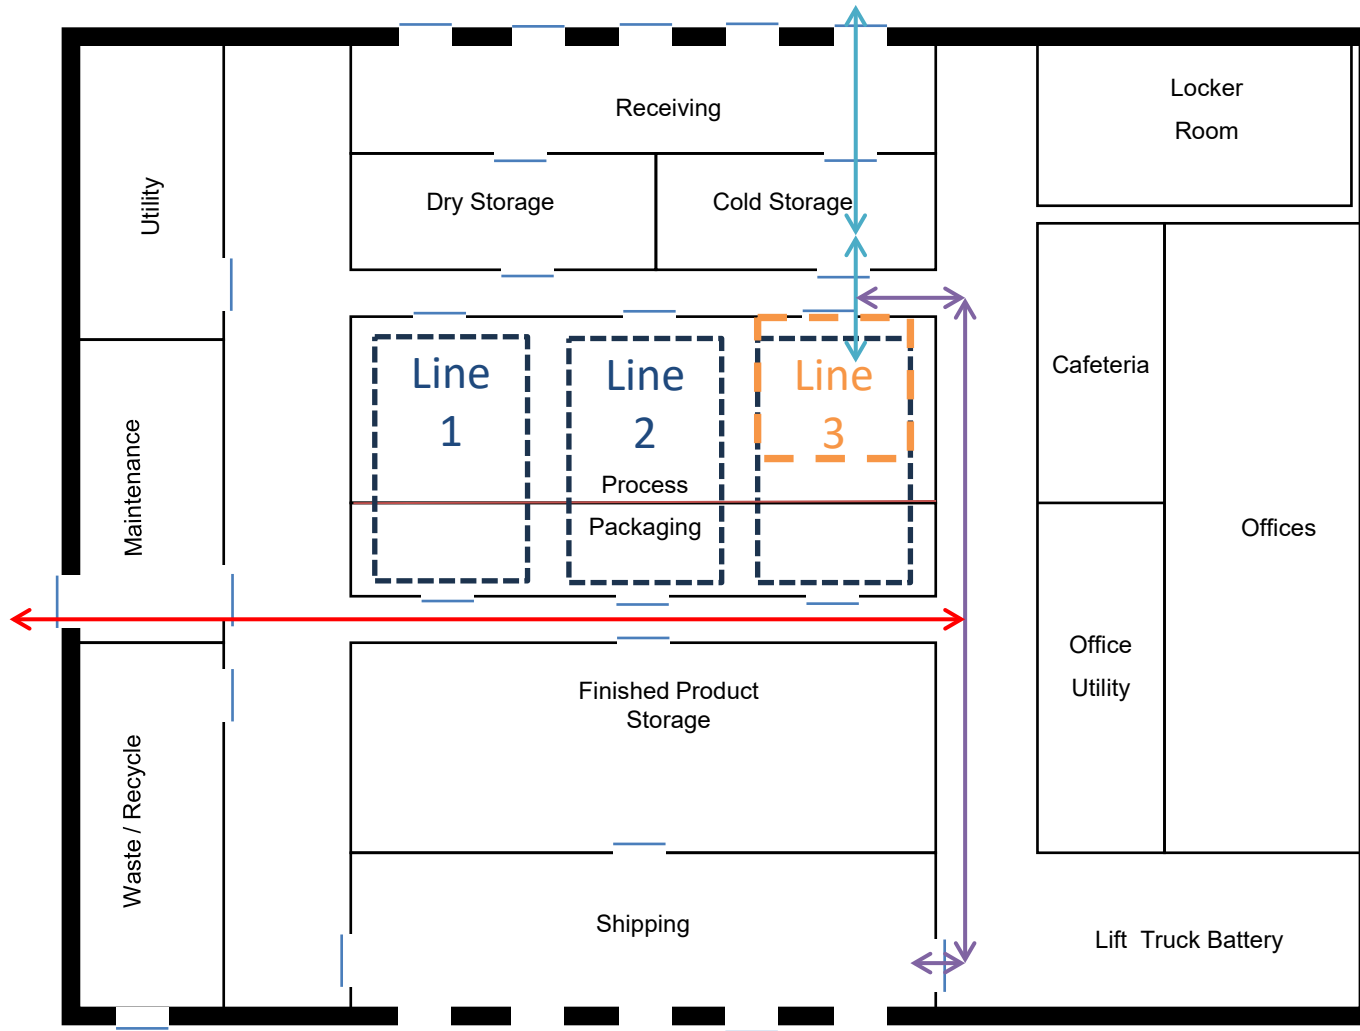 Receiving
Locker
Room
Utility
Dry Storage
Cold Storage
Line
1
Line
2
Line
3
Cafeteria
Maintenance
Process
Packaging
Offices
Office
Utility
Finished Product
Storage
Waste / Recycle
Shipping
Lift Truck Battery